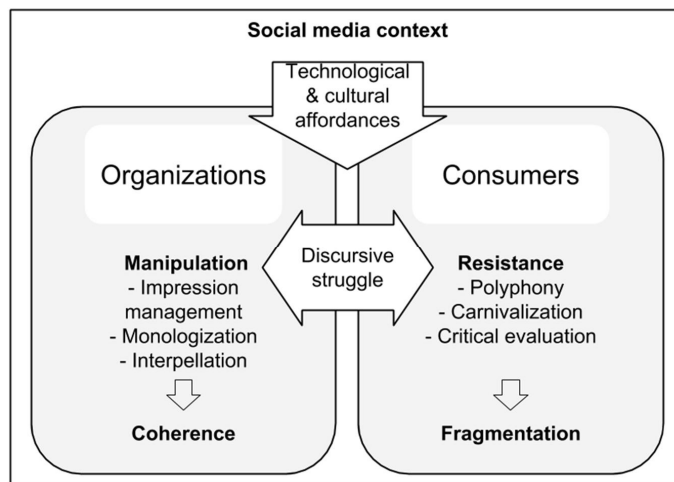 Social media context
Technological
& cultural
affordances
Organizations
Consumers
Discursive
struggle
Manipulation
- Impression
management
- Monologization
- Interpellation
Coherence
Resistance
- Polyphony
- Carnivalization
- Critical evaluation
Fragmentation